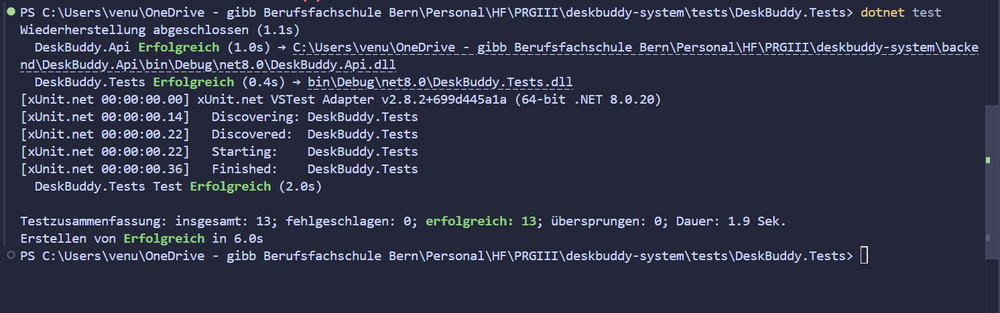 PS C:\Users\venu\OneDrive - gibb Berufsfachschule Bern\Personal\HF\PRGIII\deskbuddy-system\tests\DeskBuddy.Tests> dotnet test
Wiederherstellung abgeschlossen (1.1s)
  DeskBuddy.Api Erfolgreich (1.0s) → C:\Users\venu\OneDrive - gibb Berufsfachschule Bern\Personal\HF\PRGIII\deskbuddy-system\backe
nd\DeskBuddy.Api\bin\Debug\net8.0\DeskBuddy.Api.dll
  DeskBuddy.Tests Erfolgreich (0.4s) → bin\Debug\net8.0\DeskBuddy.Tests.dll
[xUnit.net 00:00:00.00] xUnit.net VSTest Adapter v2.8.2+699d445a1a (64-bit .NET 8.0.20)
[xUnit.net 00:00:00.14]   Discovering: DeskBuddy.Tests
[xUnit.net 00:00:00.22]   Discovered:  DeskBuddy.Tests
[xUnit.net 00:00:00.22]   Starting:    DeskBuddy.Tests
[xUnit.net 00:00:00.36]   Finished:    DeskBuddy.Tests
  DeskBuddy.Tests Test Erfolgreich (2.0s)
Testzusammenfassung: insgesamt: 13; fehlgeschlagen: 0; erfolgreich: 13; übersprungen: 0; Dauer: 1.9 Sek.
Erstellen von Erfolgreich in 6.0s
PS C:\Users\venu\OneDrive - gibb Berufsfachschule Bern\Personal\HF\PRGIII\deskbuddy-system\tests\DeskBuddy.Tests>